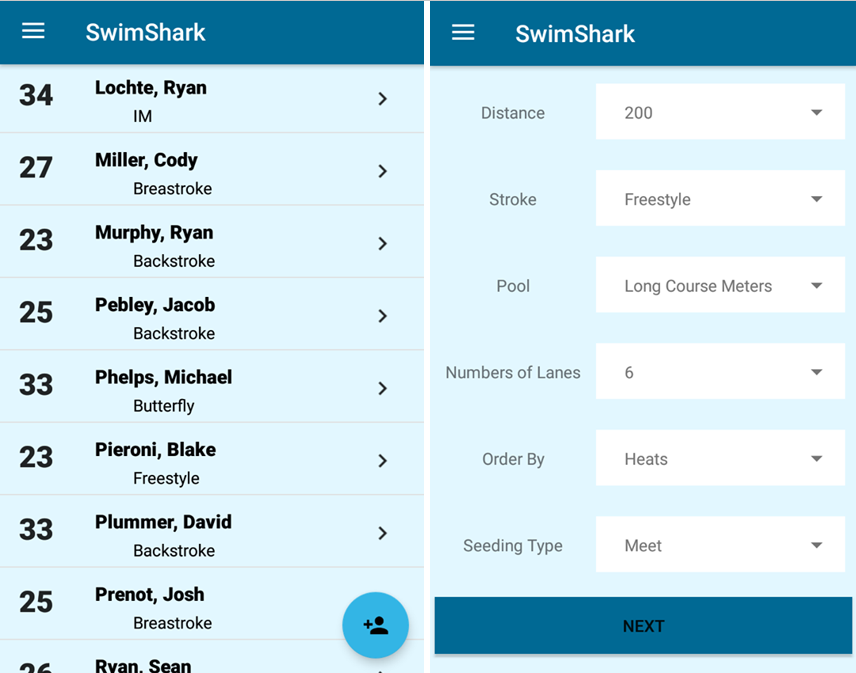 SwimShark
34
Lochte, Ryan
IM
27
Miller, Cody
Breastroke
23
Murphy, Ryan
Backstroke
25
Pebley, Jacob
Backstroke
33
Phelps, Michael
Butterfly
23
Pieroni, Blake
Freestyle
33
Plummer, David
Backstroke
25
Prenot, Josh
Breastroke
26
Ryan, Sean
SwimShark
Distance 200
Stroke Freestyle
Pool Long Course Meters
Numbers of Lanes 6
Order By Heats
Seeding Type Meet
NEXT